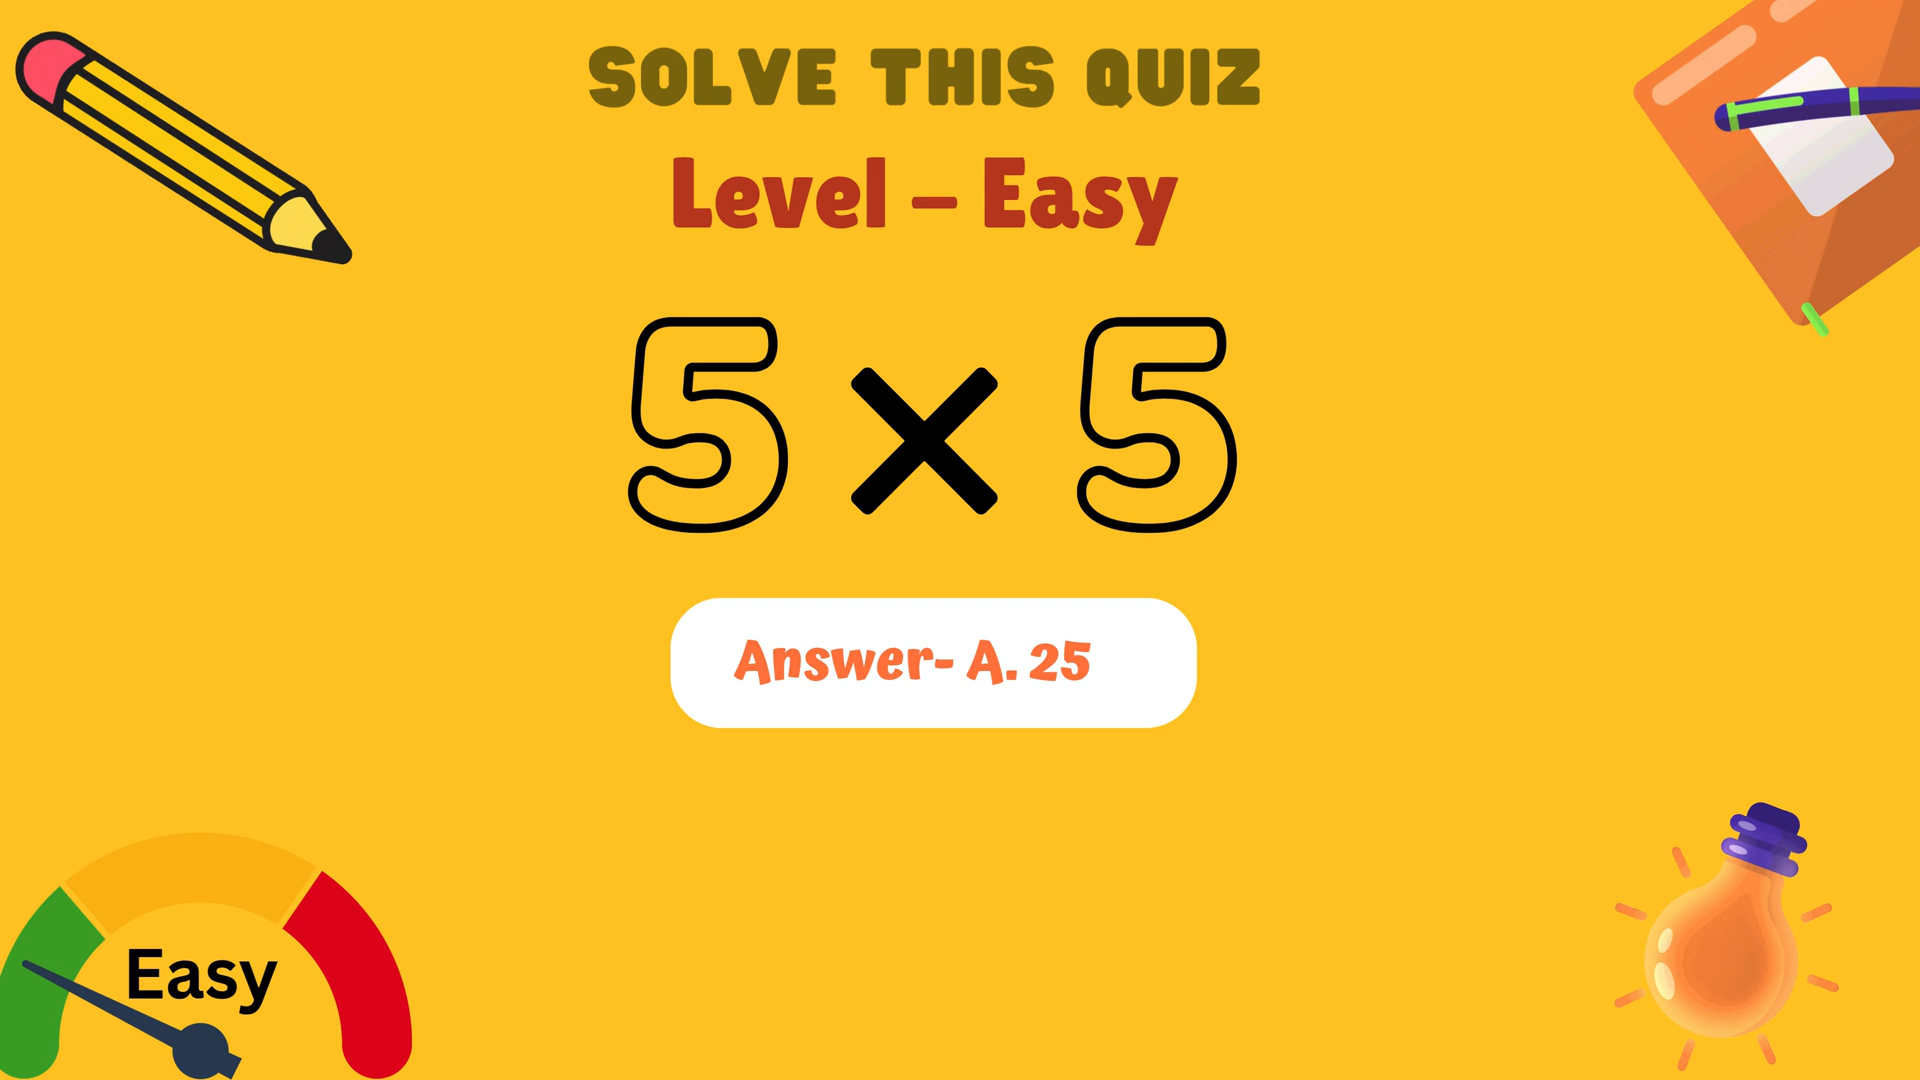 SOLVE THIS QUIZ
Level - Easy
5 × 5
Answer- A. 25
Easy